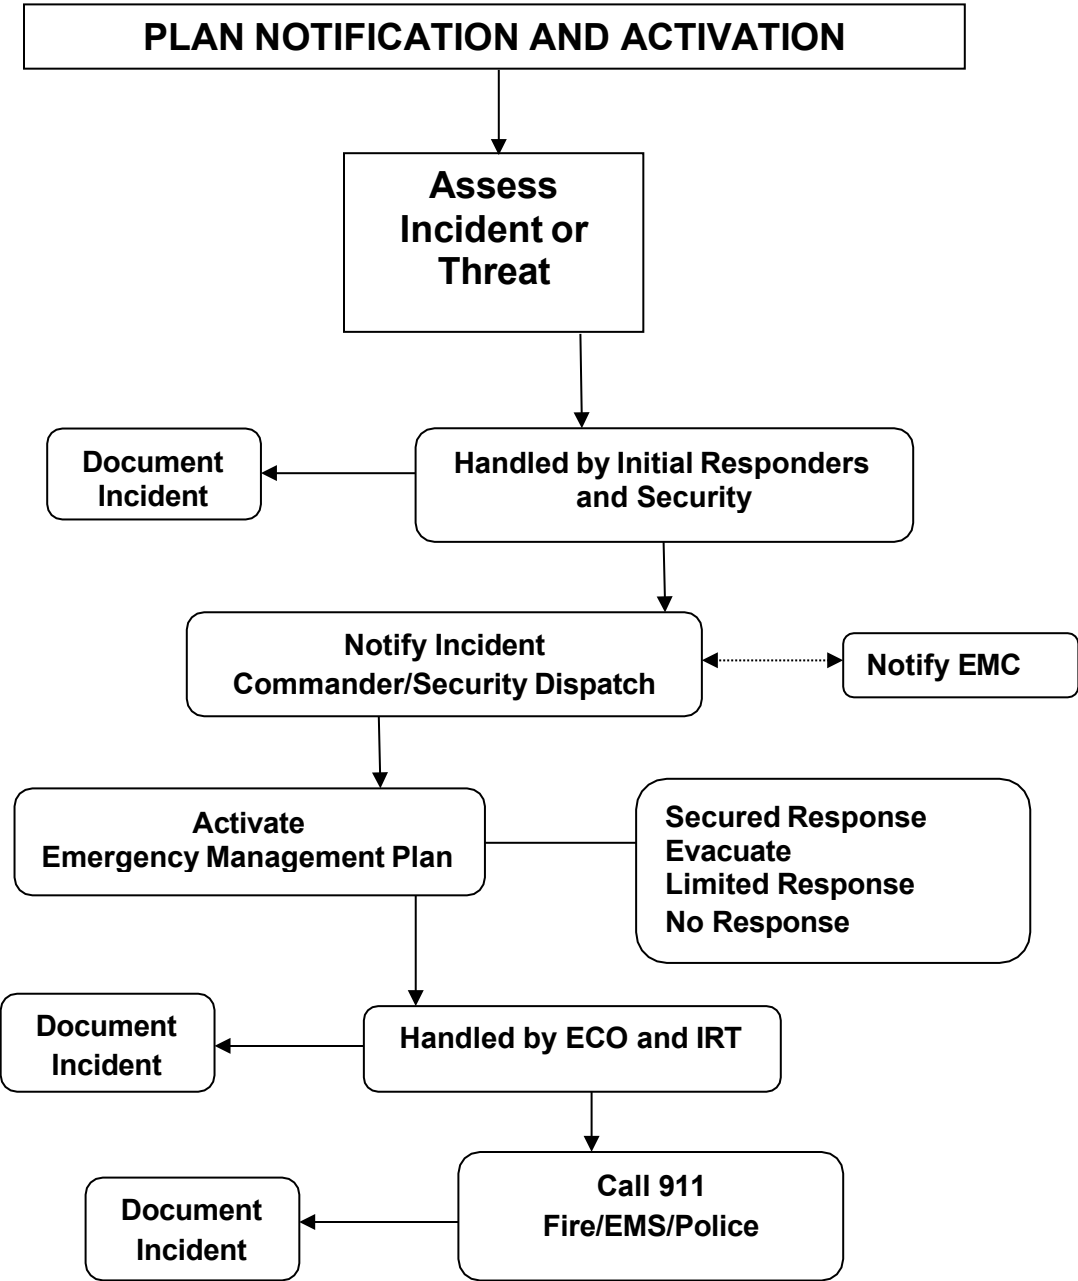 PLAN NOTIFICATION AND ACTIVATION
Assess
Incident or
Threat
Document
Incident
Handled by Initial Responders
and Security
Notify Incident
Commander/Security Dispatch
Notify EMC
Activate
Emergency Management Plan
Secured Response
Evacuate
Limited Response
No Response
Document
Incident
Handled by ECO and IRT
Document
Incident
Call 911
Fire/EMS/Police